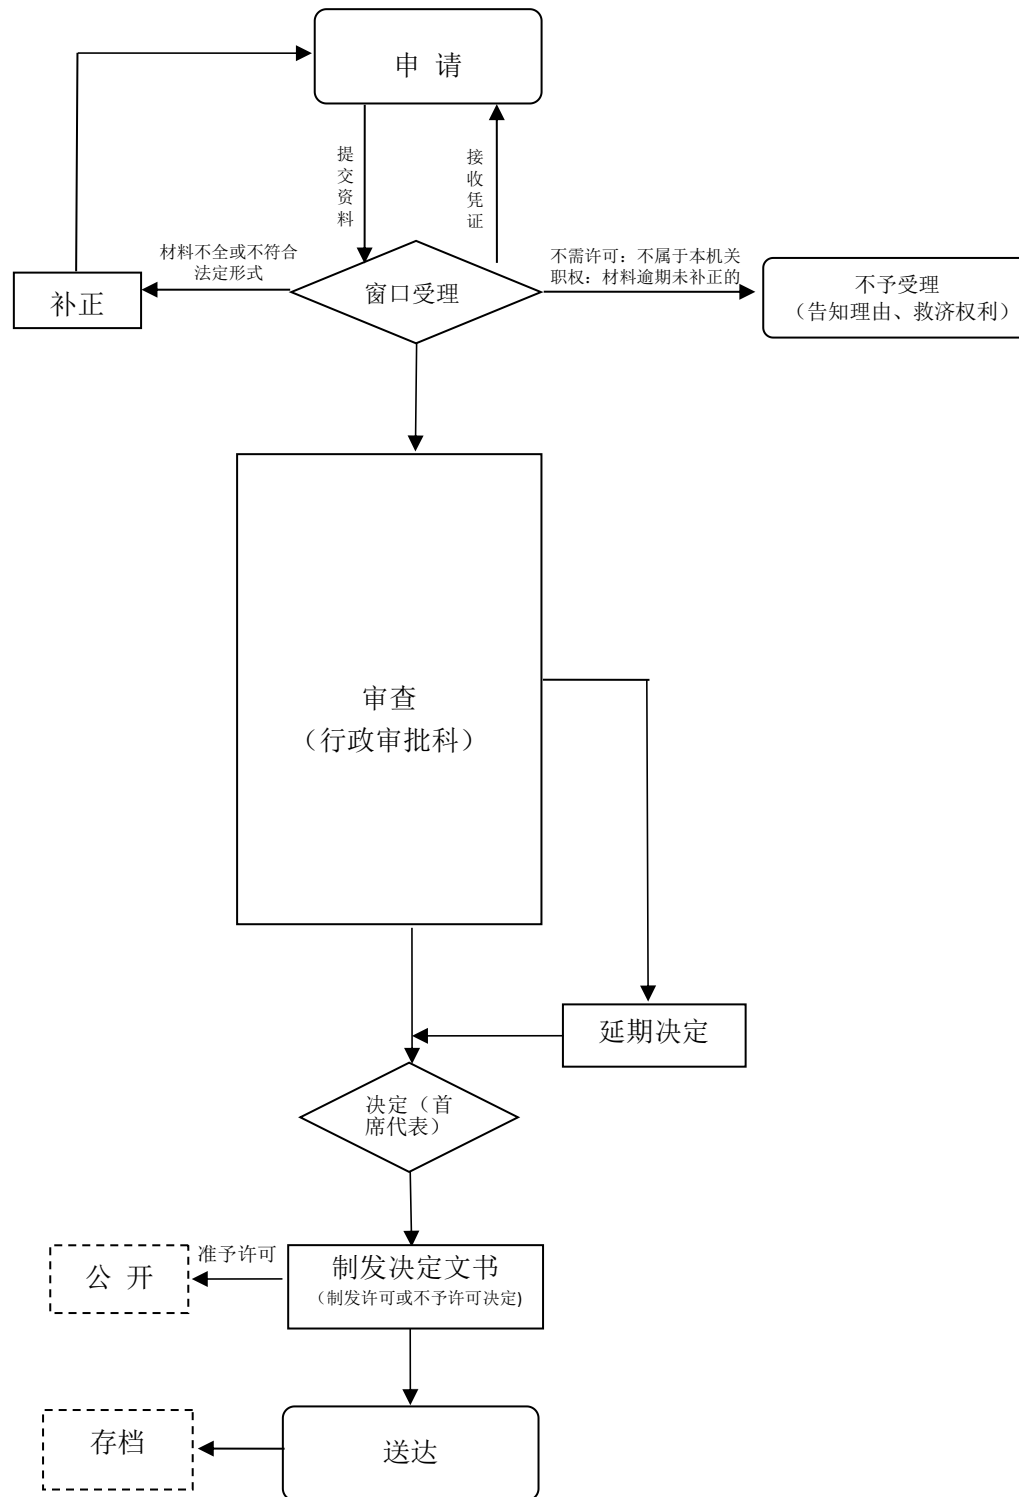 申 请
提交资料
接收凭证
材料不全或不符合
法定形式
不需许可：不属于本机关
职权：材料逾期未补正的
补正
窗口受理
不予受理
（告知理由、救济权利）
审查
（行政审批科）
延期决定
决定（首
席代表）
准予许可
公 开
制发决定文书
（制发许可或不予许可决定)
存档
送达